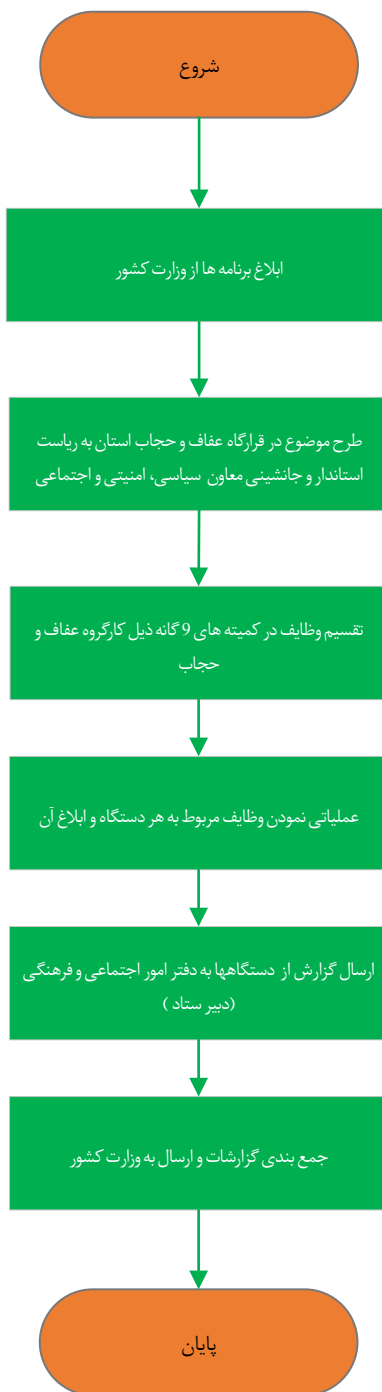 شروع
ابلاغ برنامه ها از وزارت کشور
طرح موضوع در قرارگاه عفاف و حجاب استان به ریاست
استاندار و جانشینی معاون سیاسی، امنیتی و اجتماعی
تقسیم وظایف در کمیته های 9 گانه ذیل کارگروه عفاف و
حجاب
عملیاتی نمودن وظایف مربوط به هر دستگاه و ابلاغ آن
ارسال گزارش از دستگاهها به دفتر امور اجتماعی و فرهنگی
(دبیر ستاد )
جمع بندی گزارشات و ارسال به وزارت کشور
پایان